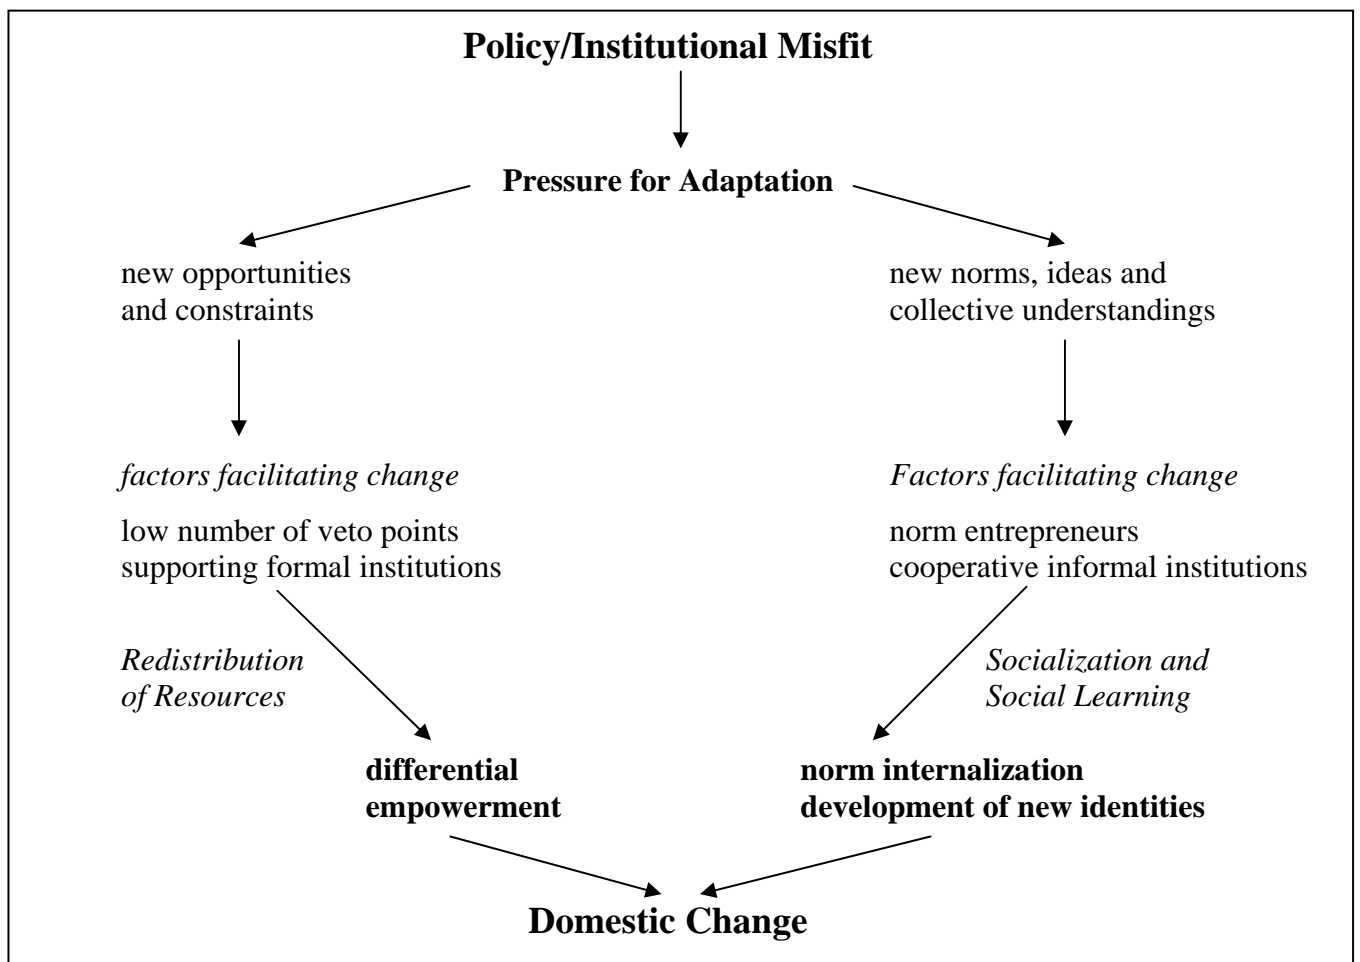 Policy/Institutional Misfit
Pressure for Adaptation
new opportunities
and constraints
new norms, ideas and
collective understandings
factors facilitating change
Factors facilitating change
low number of veto points
supporting formal institutions
norm entrepreneurs
cooperative informal institutions
Redistribution
of Resources
Socialization and
Social Learning
differential
empowerment
norm internalization
development of new identities
Domestic Change